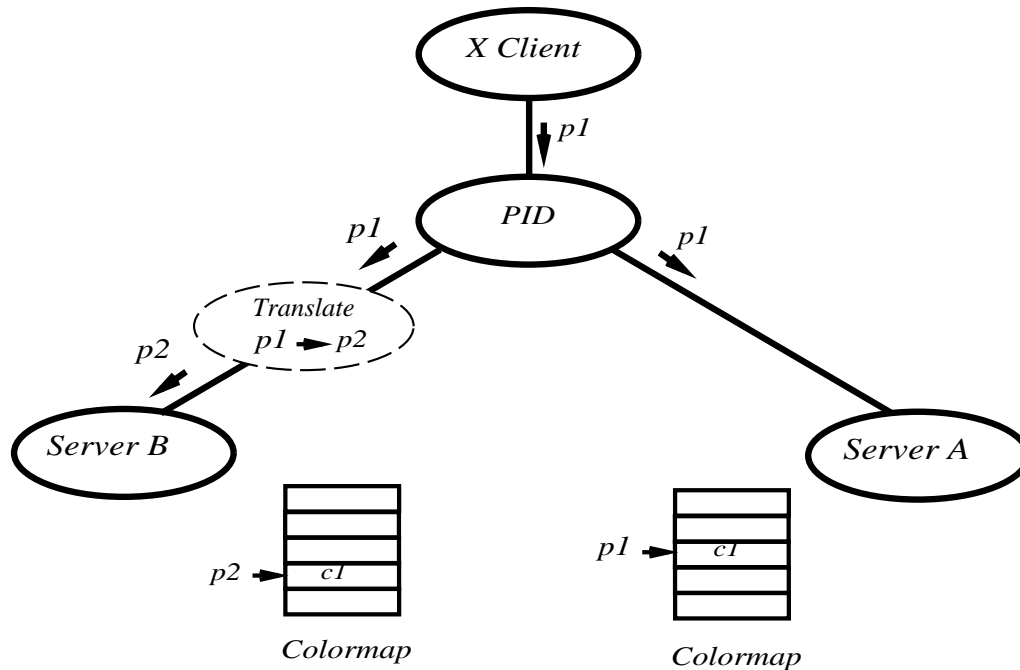 X Client
p1
PID
p1
p1
Translate
p1 p2
p2
Server B
Server A
p1
c1
p2
c1
Colormap
Colormap